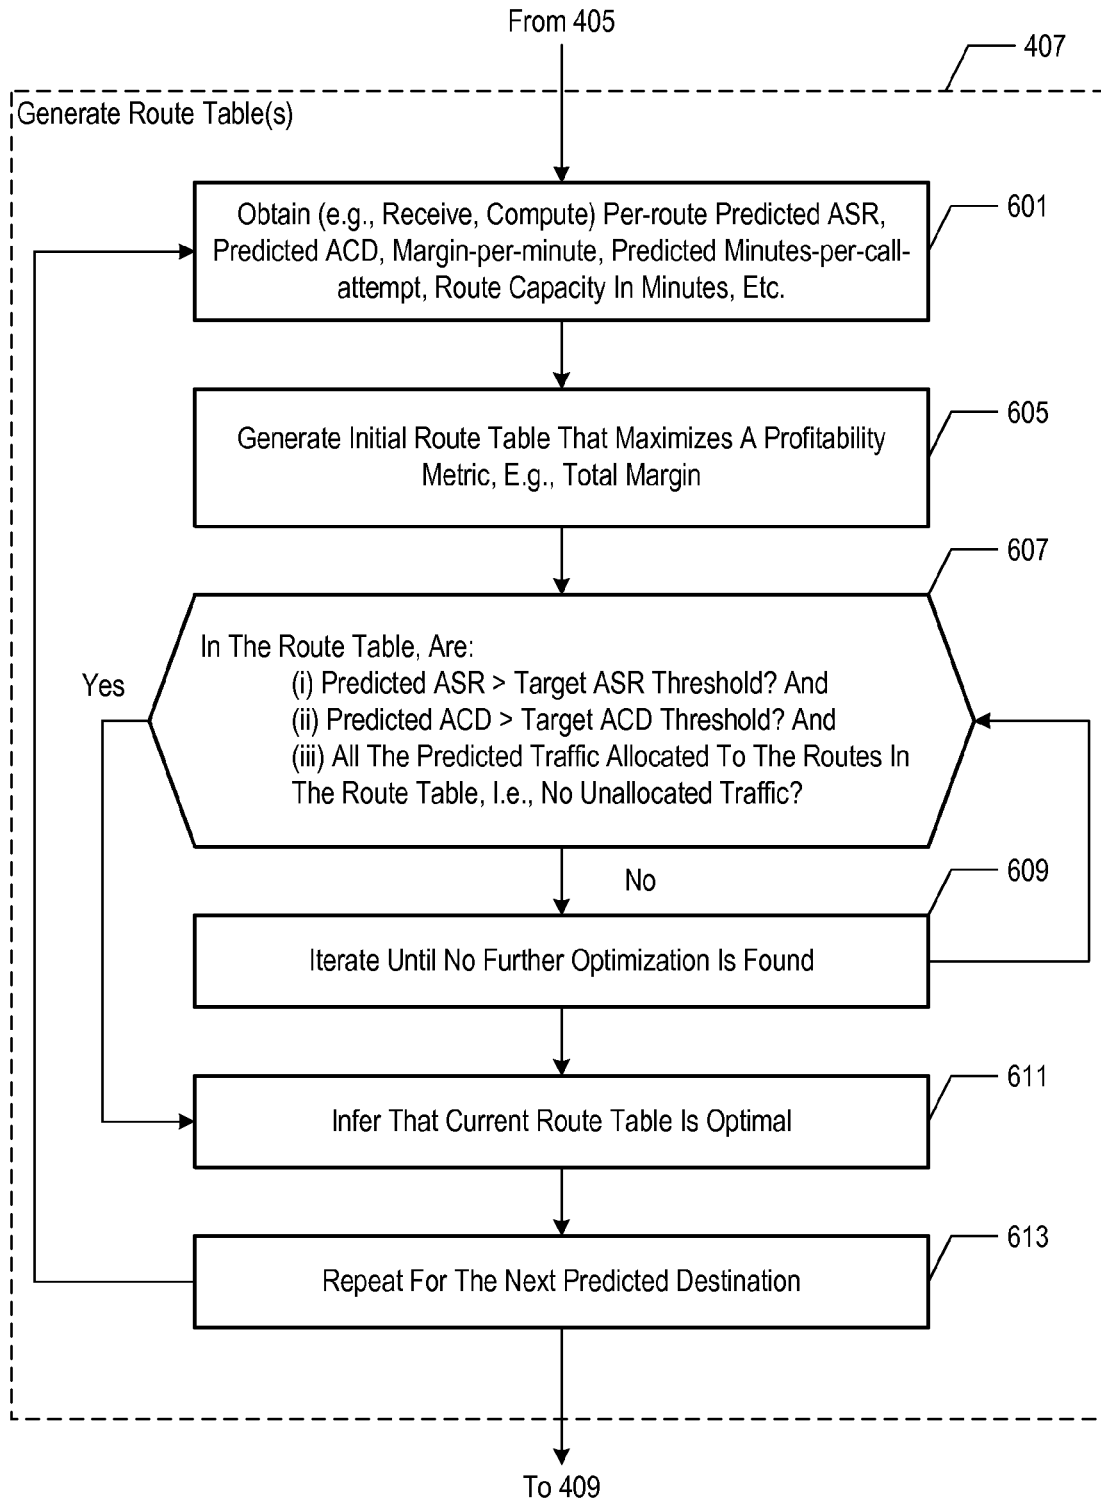 From 405
407
Generate Route Table(s)
Obtain (e.g., Receive, Compute) Per-route Predicted ASR,
Predicted ACD, Margin-per-minute, Predicted Minutes-per-call-
attempt, Route Capacity In Minutes, Etc.
601
Generate Initial Route Table That Maximizes A Profitability
Metric, E.g., Total Margin
605
607
In The Route Table, Are:
(i) Predicted ASR > Target ASR Threshold? And
(ii) Predicted ACD > Target ACD Threshold? And
(iii) All The Predicted Traffic Allocated To The Routes In
The Route Table, I.e., No Unallocated Traffic?
Yes
No
609
Iterate Until No Further Optimization Is Found
611
Infer That Current Route Table Is Optimal
613
Repeat For The Next Predicted Destination
To 409